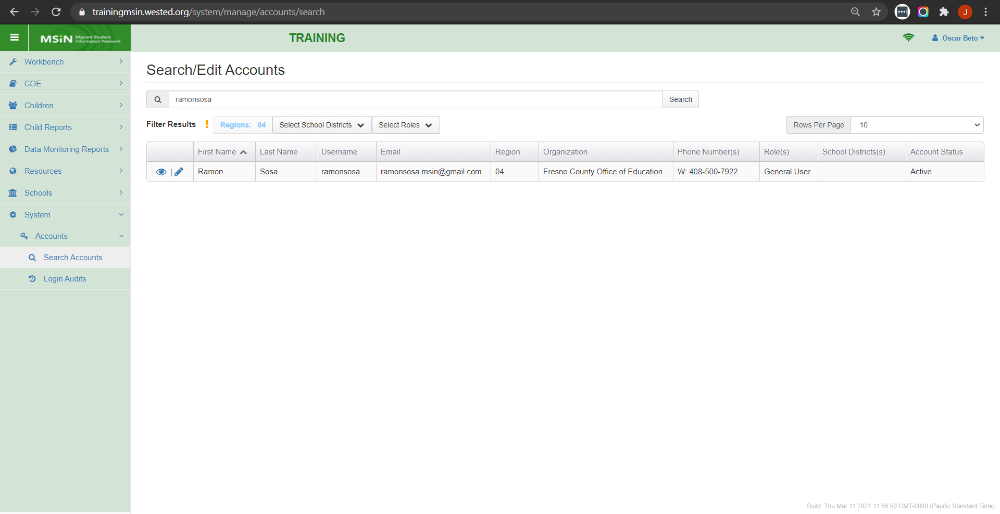 trainingmsin.wested.org/system/manage/accounts/search
J
MSiN Migrant Student Information Network
TRAINING
Oscar Beto
Workbench
COE
Children
Child Reports
Data Monitoring Reports
Resources
Schools
System
Accounts
Search Accounts
Login Audits
Search/Edit Accounts
ramonsosa Search
Filter Results ! Regions: 04 Select School Districts Select Roles Rows Per Page 10
First Name Last Name Username Email Region Organization Phone Number(s) Role(s) School Districts(s) Account Status
| Ramon Sosa ramonsosa ramonsosa.msin@gmail.com 04 Fresno County Office of Education W: 408-500-7922 General User Active
Build: Thu Mar 11 2021 11:56:50 GMT-0800 (Pacific Standard Time)